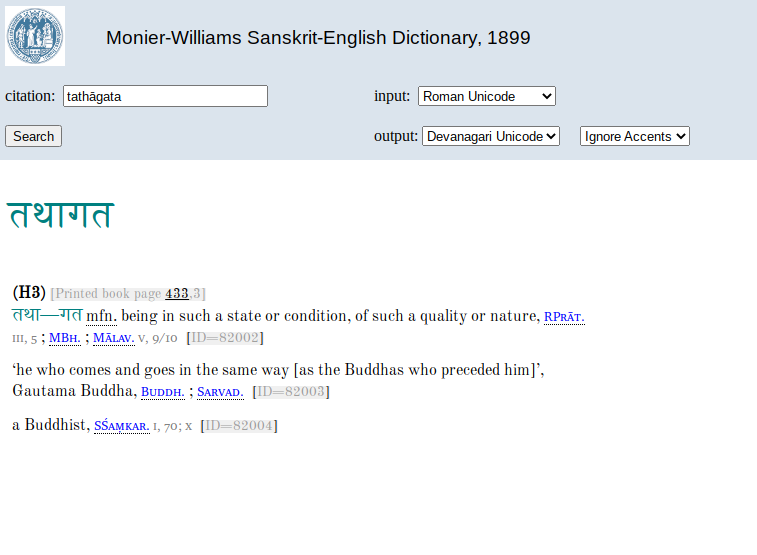 Monier-Williams Sanskrit-English Dictionary, 1899
citation: tathāgata input: Roman Unicode
Search output: Devanagari Unicode Ignore Accents
तथागत
(H3) [Printed book page 433,3]
तथा—गत mfn. being in such a state or condition, of such a quality or nature, RPrāt.
iii, 5 ; MBh. ; Mālav. v, 9/10 [ID=82002]
‘he who comes and goes in the same way [as the Buddhas who preceded him]’,
Gautama Buddha, Buddh. ; Sarvad. [ID=82003]
a Buddhist, SŚaṃkar. i, 70; x [ID=82004]